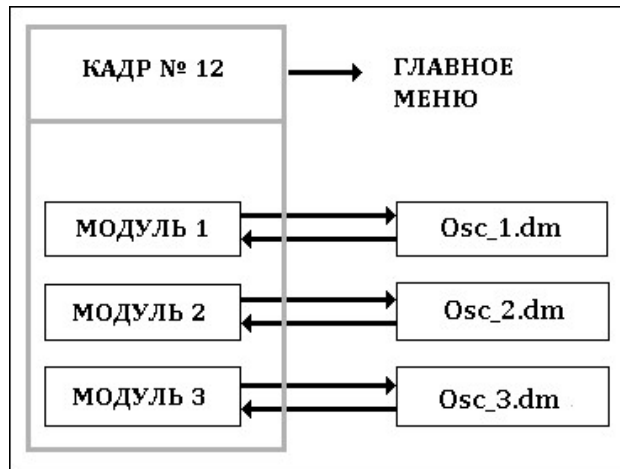 КАДР № 12
ГЛАВНОЕ
МЕНЮ
МОДУЛЬ 1
Osc_1.dm
МОДУЛЬ 2
Osc_2.dm
МОДУЛЬ 3
Osc_3.dm